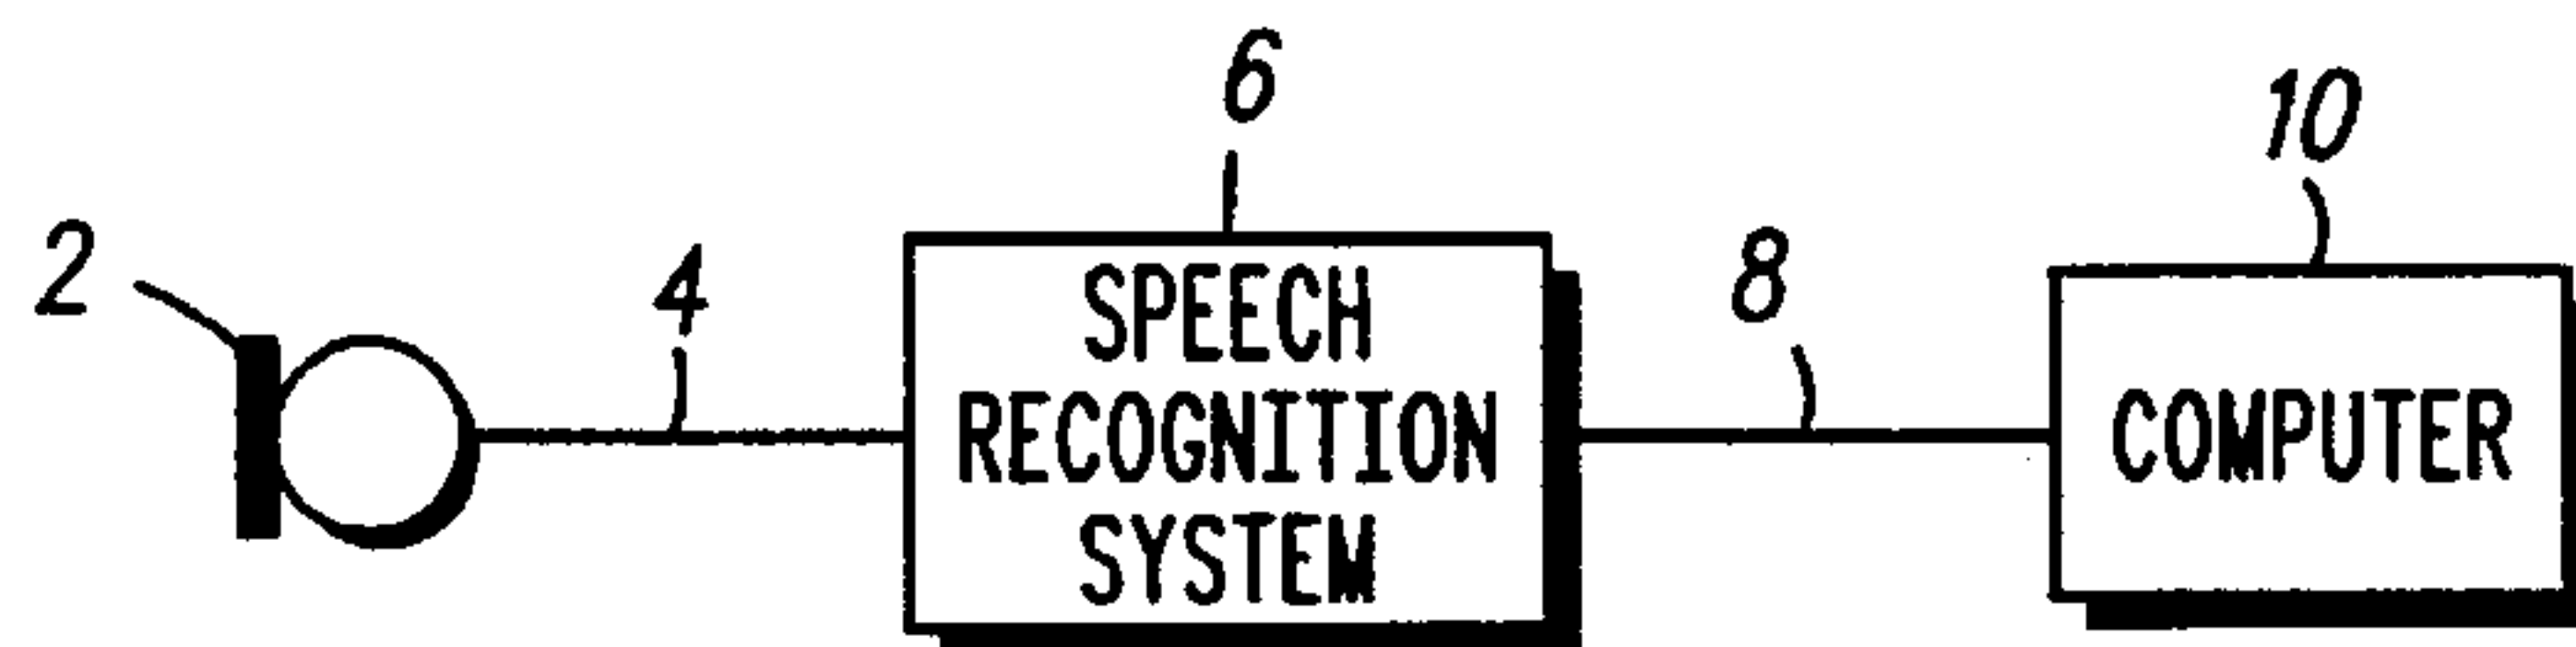 6
10
2
4
8
SPEECH
RECOGNITION
SYSTEM
COMPUTER